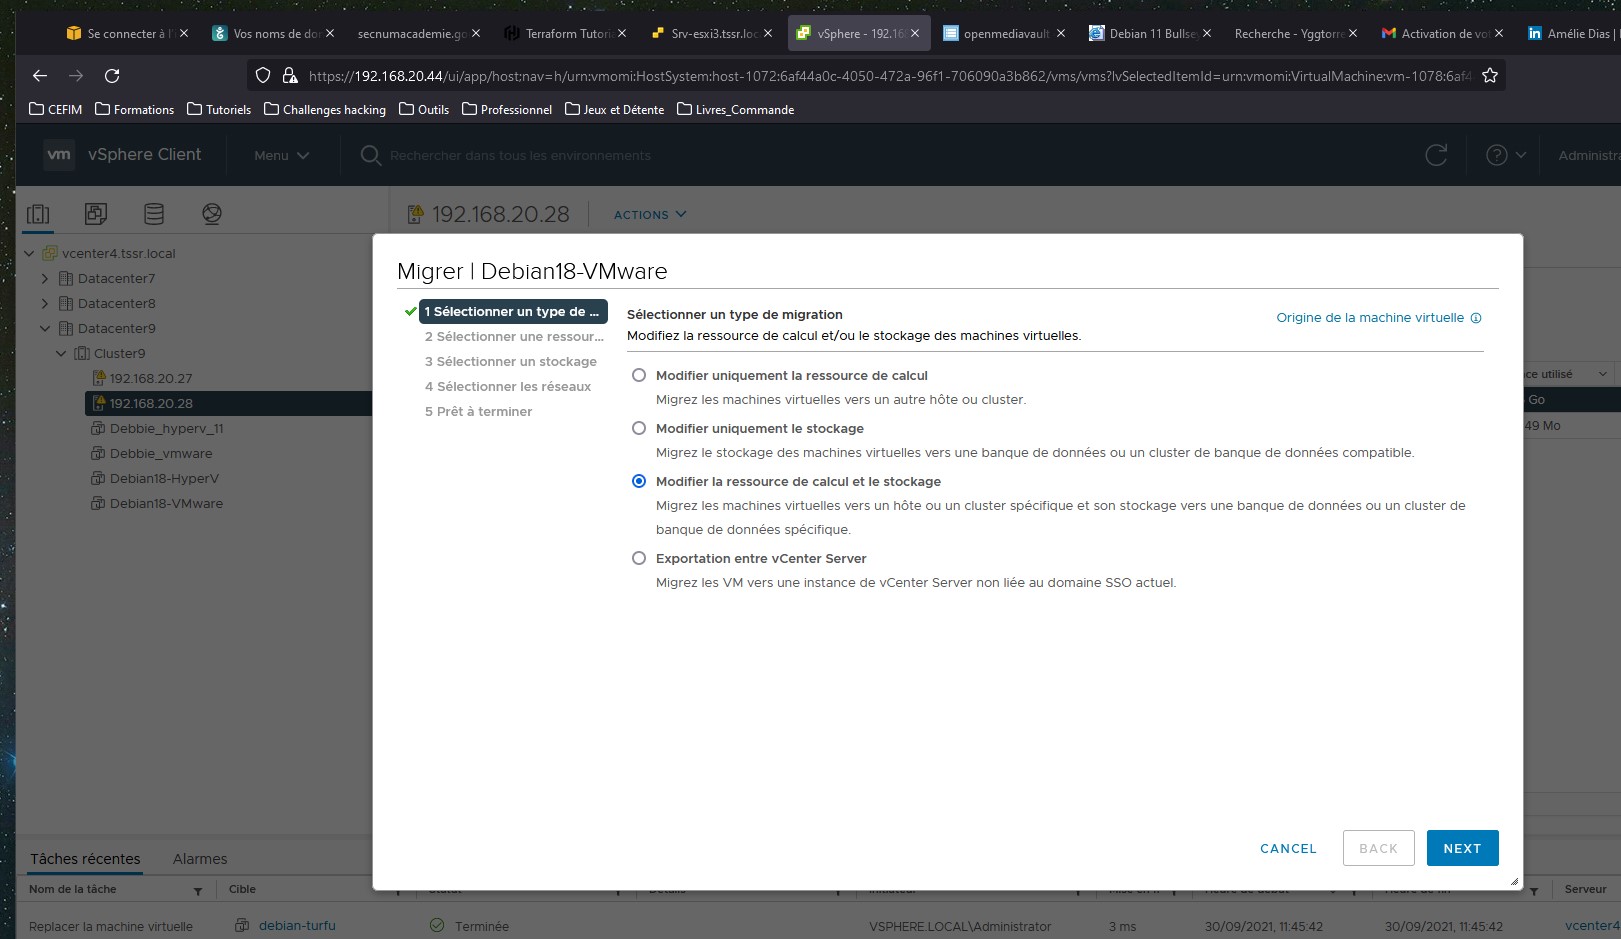 Se connecter à l'
Vos noms de dor
secnumacademie.go
Terraform Tutoria
Srv-esxi3.tssr.loc
vSphere - 192.168
openmediavault
Debian 11 Bullse
Recherche - Yggtorre
Activation de vot
Amélie Dias |
https://192.168.20.44/ui/app/host;nav=h/urn:vmomi:HostSystem:host-1072:6af44a0c-4050-472a-96f1-706090a3b862/vms/vms?lvSelectedItemId=urn:vmomi:VirtualMachine:vm-1078:6af4
CEFIM Formations Tutoriels Challenges hacking Outils Professionnel Jeux et Détente Livres_Commande
vm vSphere Client Menu Rechercher dans tous les environnements Administra
192.168.20.28 ACTIONS
vcenter4.tssr.local
Datacenter7
Datacenter8
Datacenter9
Cluster9
192.168.20.27
192.168.20.28
Debbie_hyperv_11
Debbie_vmware
Debian18-HyperV
Debian18-VMware
Migrer | Debian18-VMware
1 Sélectionner un type de ...
2 Sélectionner une ressour...
3 Sélectionner un stockage
4 Sélectionner les réseaux
5 Prêt à terminer
Sélectionner un type de migration
Modifiez la ressource de calcul et/ou le stockage des machines virtuelles.
Origine de la machine virtuelle
Modifier uniquement la ressource de calcul
Migrez les machines virtuelles vers un autre hôte ou cluster.
Modifier uniquement le stockage
Migrez le stockage des machines virtuelles vers une banque de données ou un cluster de banque de données compatible.
Modifier la ressource de calcul et le stockage
Migrez les machines virtuelles vers un hôte ou un cluster spécifique et son stockage vers une banque de données ou un cluster de
banque de données spécifique.
Exportation entre vCenter Server
Migrez les VM vers une instance de vCenter Server non liée au domaine SSO actuel.
ce utilisé
Go
49 Mo
CANCEL BACK NEXT
Tâches récentes Alarmes
Nom de la tâche Cible Serveur
Replacer la machine virtuelle debian-turfu Terminée VSPHERE.LOCAL\Administrator 3 ms 30/09/2021, 11:45:42 30/09/2021, 11:45:42 vcenter4